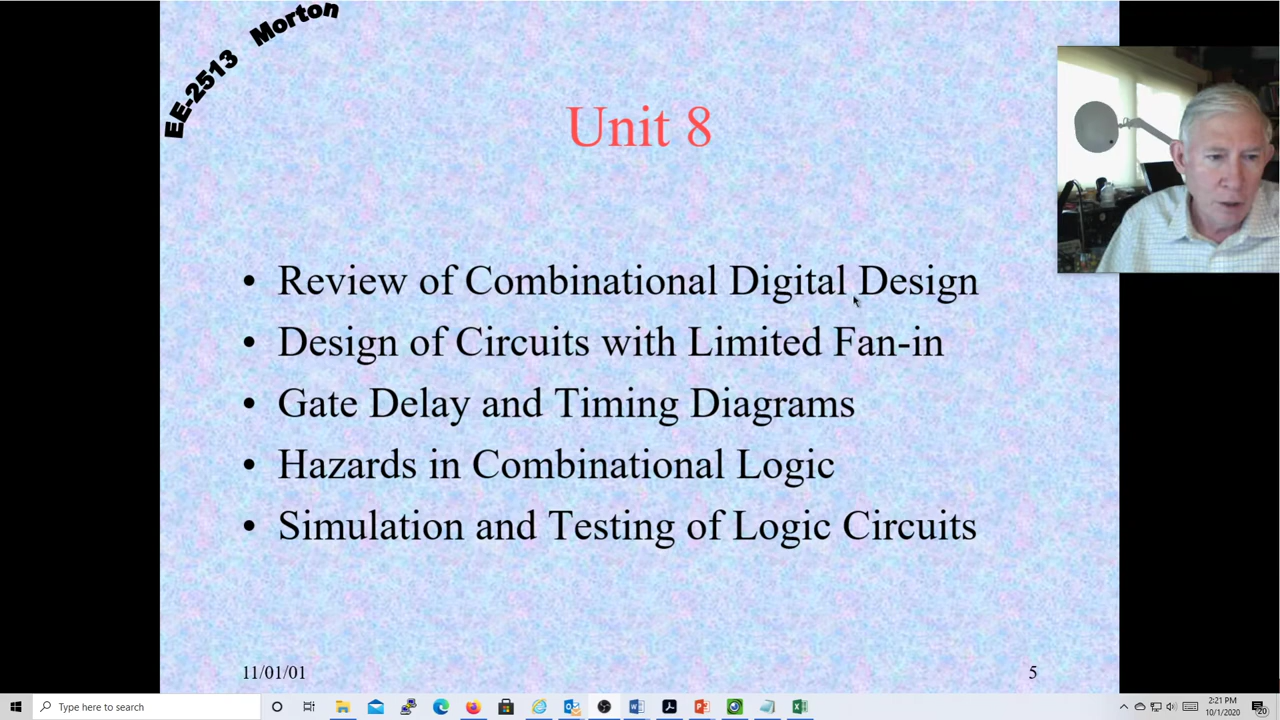 EE-2513 Morton
Unit 8
• Review of Combinational Digital Design
• Design of Circuits with Limited Fan-in
• Gate Delay and Timing Diagrams
• Hazards in Combinational Logic
• Simulation and Testing of Logic Circuits
11/01/01
5
Type here to search
2:21 PM
10/1/2020
20